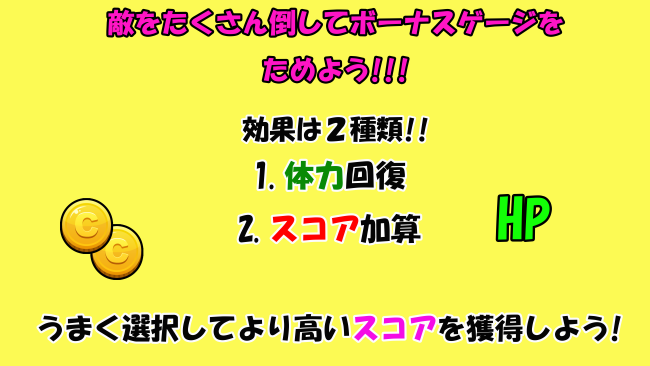 敵をたくさん倒してボーナスゲージを
ためよう!!!
効果は2種類!!
1. 体力回復
2. スコア加算
C
C
HP
うまく選択してより高いスコアを獲得しよう!